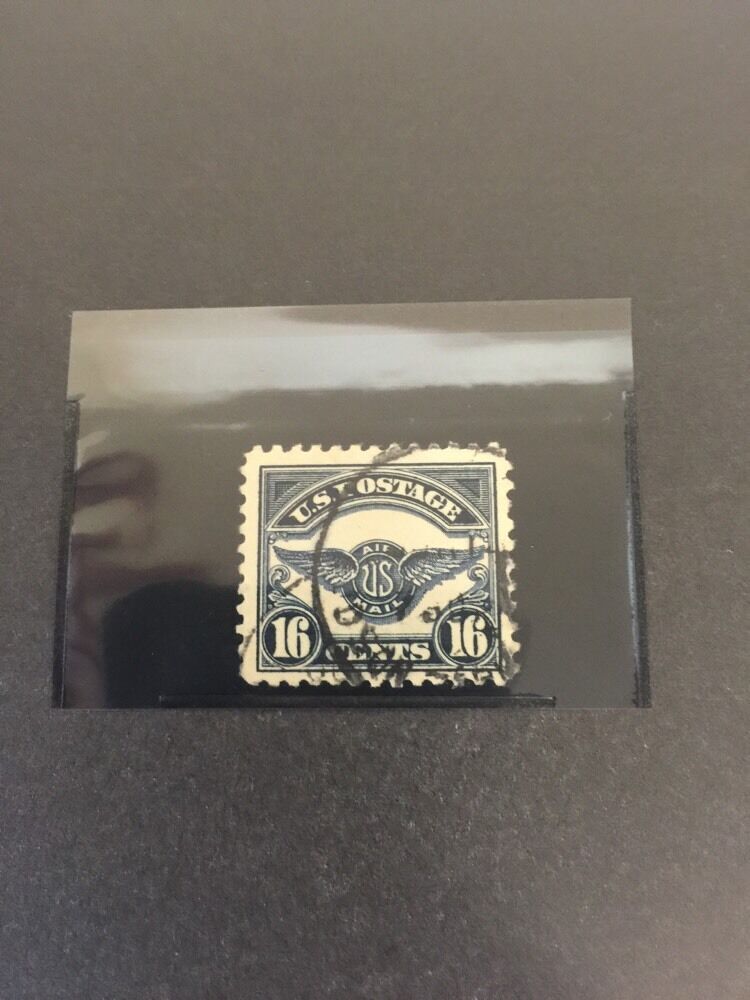 U.S. POSTAGE
AIR
US
MAIL
16 CENTS 16